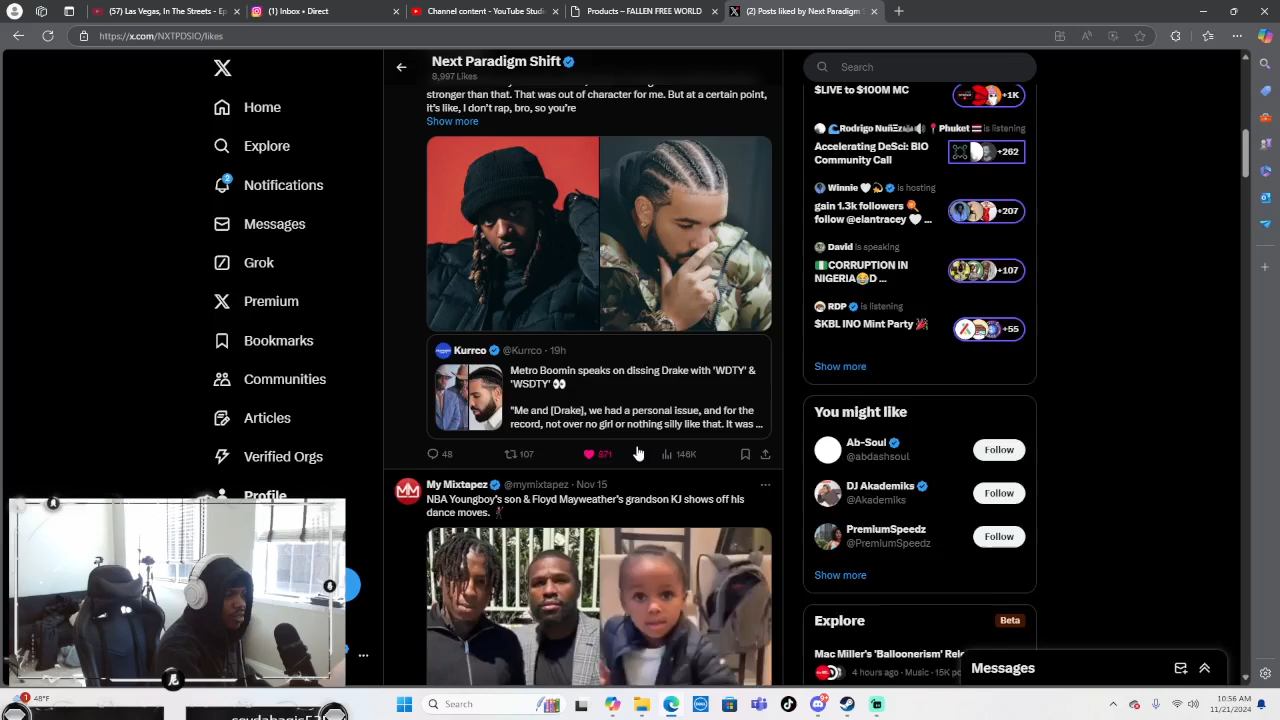 (57) Las Vegas, In The Streets - Ep
Inbox • Direct
Channel content - YouTube Studio
Products – FALLEN FREE WORLD
(2) Posts liked by Next Paradigm S
https://x.com/NXTPDSIO/likes
Home
Explore
2
Notifications
Messages
Grok
Premium
Bookmarks
Communities
Articles
Verified Orgs
Profile
Next Paradigm Shift
8,997 Likes
stronger than that. That was out of character for me. But at a certain point,
it's like, I don't rap, bro, so you're
Show more
Kurrco @Kurrco · 19h
Metro Boomin speaks on dissing Drake with 'WDTY' &
'WSDTY' 👀
"Me and [Drake], we had a personal issue, and for the
record, not over no girl or nothing silly like that. It was ...
48
107
871
146K
My Mixtapez @mymixtapez · Nov 15
NBA Youngboy's son & Floyd Mayweather's grandson KJ shows off his
dance moves. 🕺
Search
$LIVE to $100M MC
+1K
🌊Rodrigo NuñΞz 🔊 📍Phuket 🇹🇭 is listening
Accelerating DeSci: BIO
Community Call
+262
Winnie 🤍 💫 is hosting
gain 1.3k followers
follow @elantracey 🤍 ...
+207
David is speaking
🇳🇬CORRUPTION IN
NIGERIA😂D ...
+107
RDP is listening
$KBL INO Mint Party 🎉
+55
Show more
You might like
Ab-Soul
@abdashsoul
Follow
DJ Akademiks
@Akademiks
Follow
PremiumSpeedz
@PremiumSpeedz
Follow
Show more
Explore
Beta
Mac Miller's 'Balloonerism' Rele
4 hours ago · Music · 15K po
Messages
48°F
Search
10:56 AM
11/21/2024